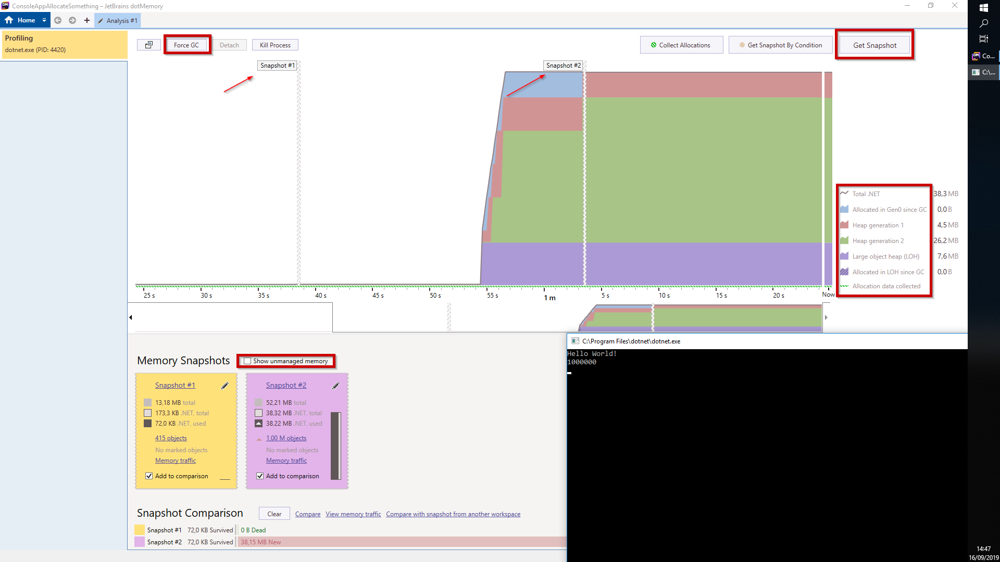 ConsoleAppAllocateSomething – JetBrains dotMemory
Home
Analysis #1
Profiling
dotnet.exe (PID: 4420)
Force GC
Detach
Kill Process
Collect Allocations
Get Snapshot By Condition
Get Snapshot
Co...
C:\...
Snapshot #1
Snapshot #2
Total .NET 38,3 MB
Allocated in Gen0 since GC 0,0 B
Heap generation 1 4,5 MB
Heap generation 2 26,2 MB
Large object heap (LOH) 7,6 MB
Allocated in LOH since GC 0,0 B
Allocation data collected
25 s 30 s 35 s 40 s 45 s 50 s 55 s 1 m 5 s 10 s 15 s 20 s Now
Memory Snapshots
Show unmanaged memory
Snapshot #1
13,18 MB total
173,3 KB .NET, total
72,0 KB .NET, used
415 objects
No marked objects
Memory traffic
Add to comparison
Snapshot #2
52,21 MB total
38,32 MB .NET, total
38,22 MB .NET, used
1,00 M objects
No marked objects
Memory traffic
Add to comparison
C:\Program Files\dotnet\dotnet.exe
Hello World!
1000000
Snapshot Comparison
Clear
Compare
View memory traffic
Compare with snapshot from another workspace
Snapshot #1 72,0 KB Survived 0 B Dead
Snapshot #2 72,0 KB Survived 38,15 MB New
14:47
16/09/2019